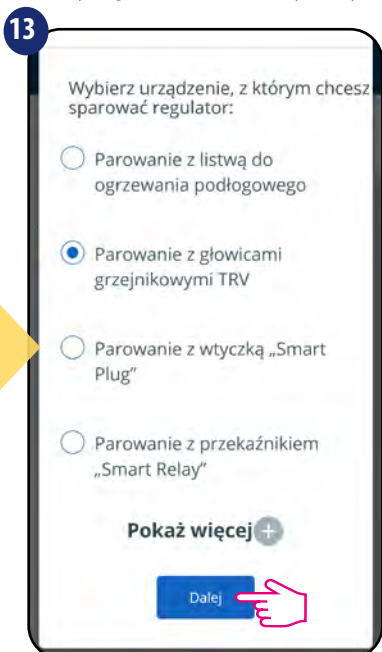 13
Wybierz urządzenie, z którym chcesz
sparować regulator:
Parowanie z listwą do
ogrzewania podłogowego
Parowanie z głowicami
grzejnikowymi TRV
Parowanie z wtyczką „Smart
Plug”
Parowanie z przekaźnikiem
„Smart Relay”
Pokaż więcej +
Dalej